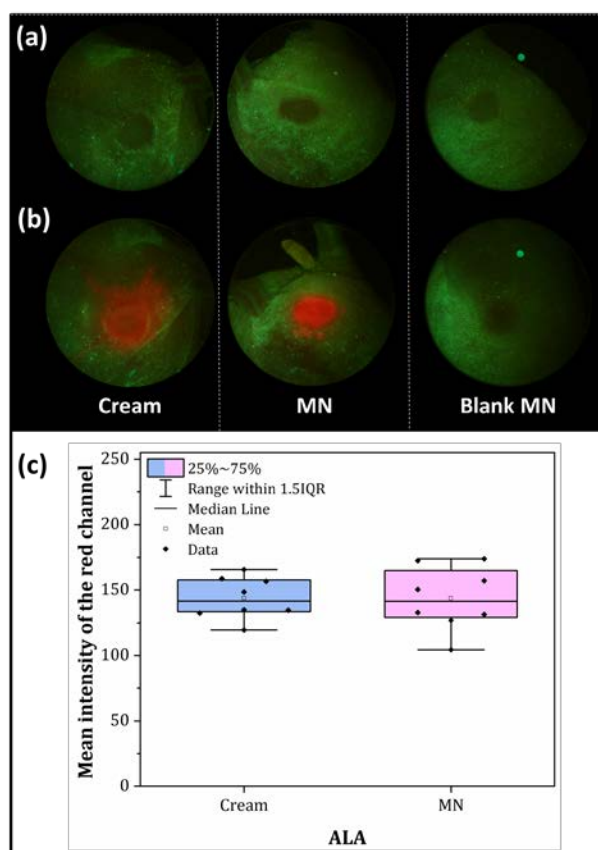 (a)
(b)
Cream
MN
Blank MN
(c)
250
200
150
100
50
0
Mean intensity of the red channel
25%~75%
Range within 1.5IQR
Median Line
Mean
Data
Cream
MN
ALA